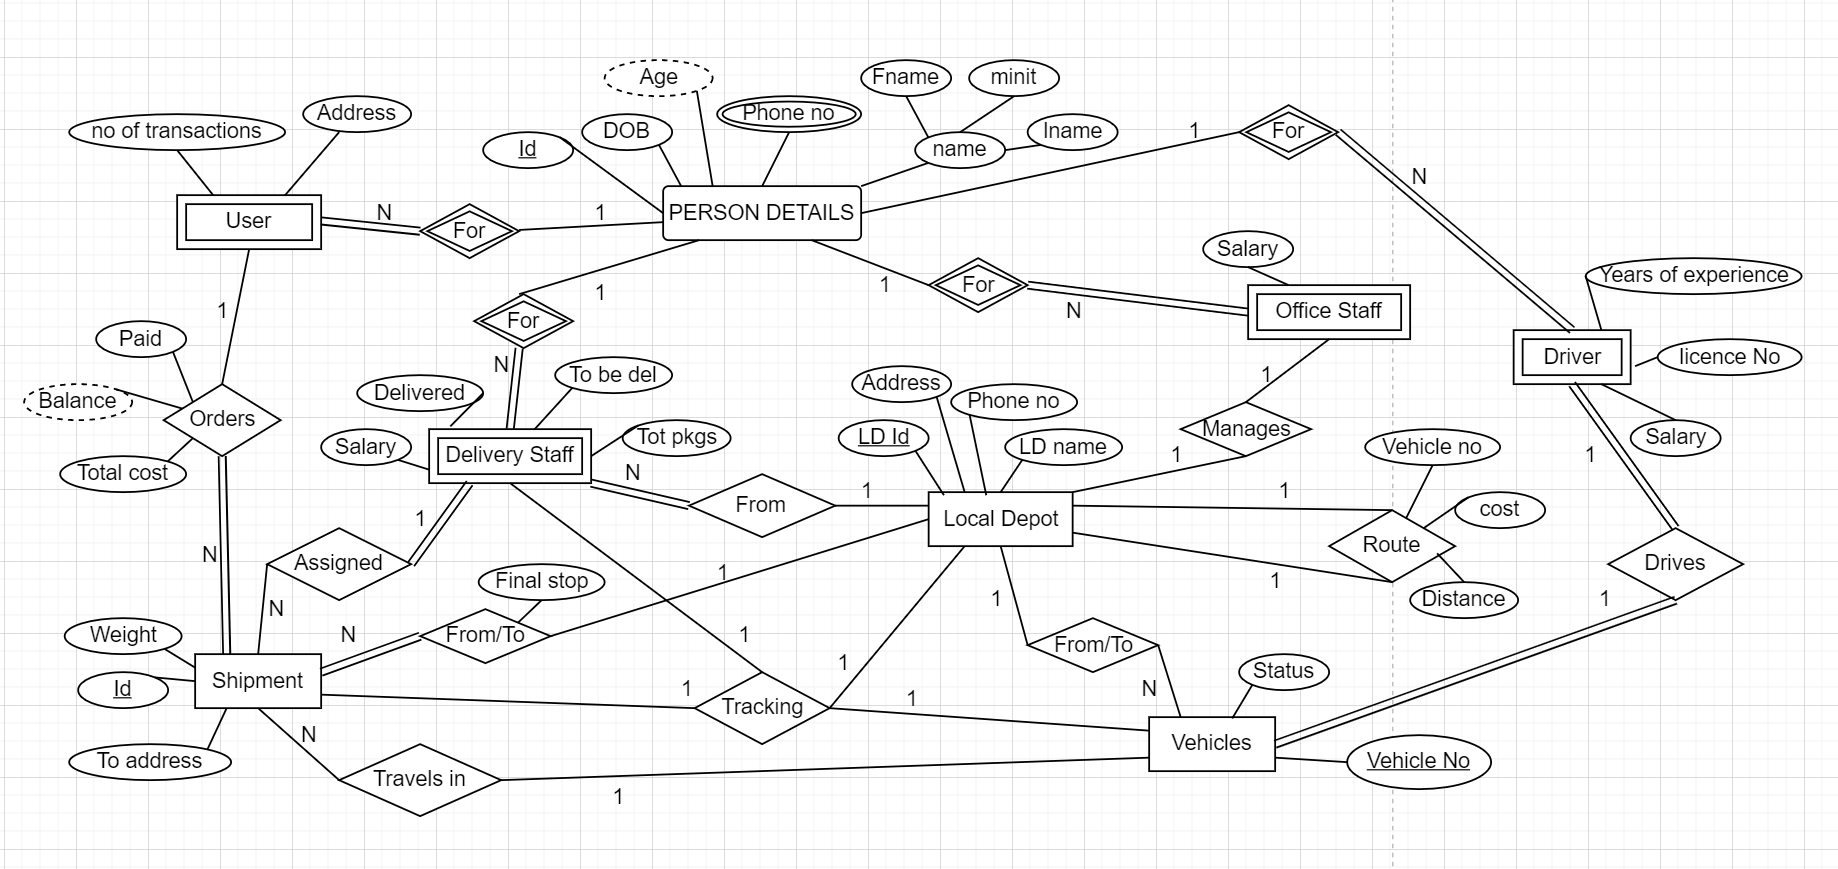 Age
Fname
minit
no of transactions
Address
Id
DOB
Phone no
name
lname
1
For
N
User
N
For
1
PERSON DETAILS
Salary
Years of experience
1
1
For
N
Office Staff
1
For
N
Driver
licence No
Salary
Paid
Balance
Orders
Total cost
Delivered
To be del
Salary
Delivery Staff
Tot pkgs
N
Address
Phone no
LD Id
LD name
1
Manages
1
Vehicle no
1
From
1
Local Depot
1
cost
Route
1
Distance
1
Drives
1
N
Assigned
1
N
Final stop
1
N
From/To
Weight
Id
Shipment
To address
1
1
1
Tracking
1
1
From/To
N
Status
Vehicles
Vehicle No
N
Travels in
1